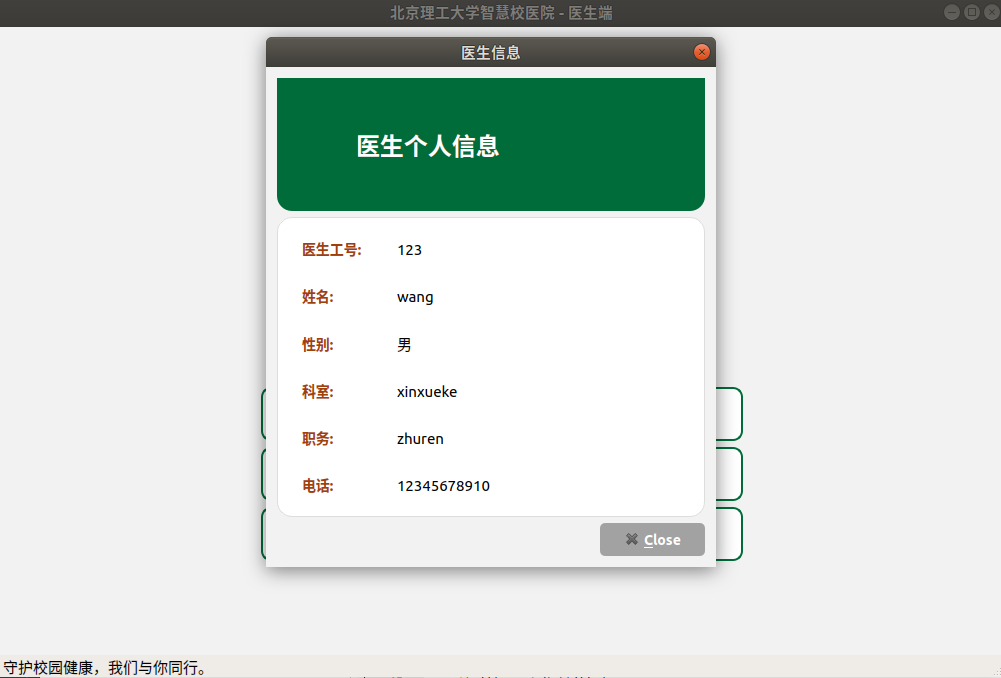 北京理工大学智慧校医院 - 医生端
医生信息
医生个人信息
医生工号: 123
姓名: wang
性别: 男
科室: xinxueke
职务: zhuren
电话: 12345678910
Close
守护校园健康，我们与你同行。